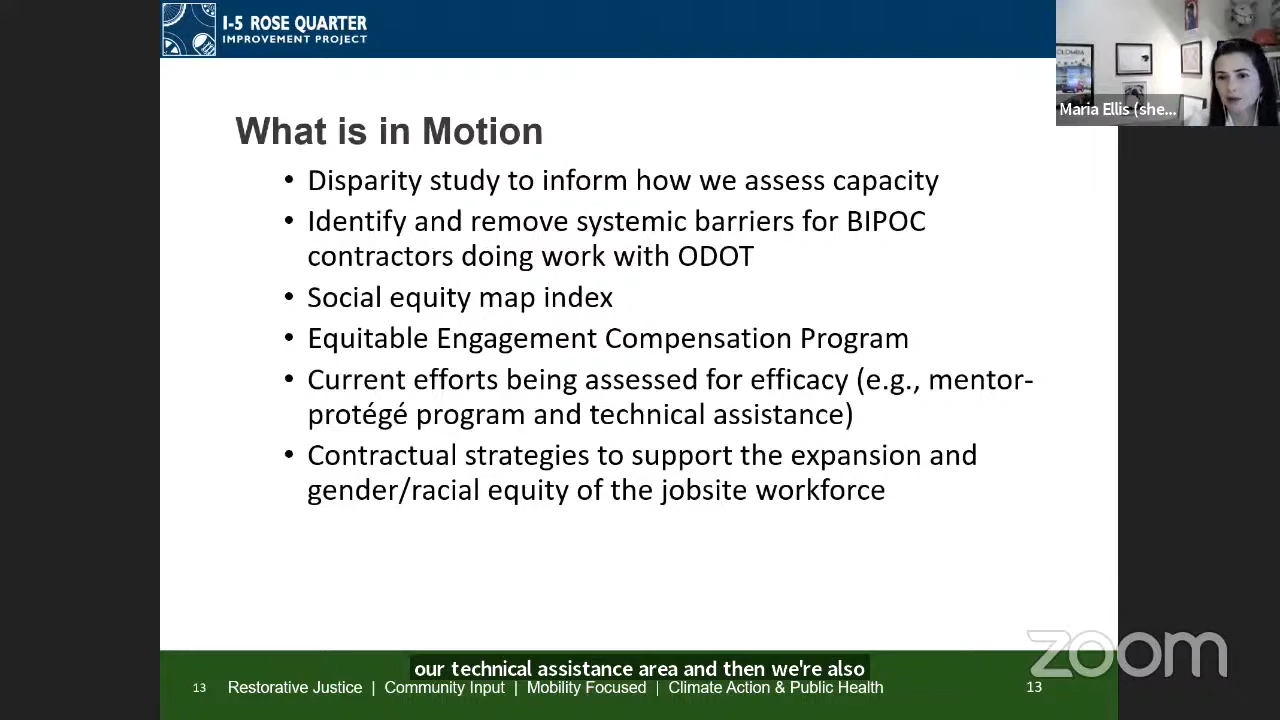 I-5 ROSE QUARTER
IMPROVEMENT PROJECT
COLOMBIA
Maria Ellis (she...
What is in Motion
• Disparity study to inform how we assess capacity
• Identify and remove systemic barriers for BIPOC
contractors doing work with ODOT
• Social equity map index
• Equitable Engagement Compensation Program
• Current efforts being assessed for efficacy (e.g., mentor-
protégé program and technical assistance)
• Contractual strategies to support the expansion and
gender/racial equity of the jobsite workforce
zoom
our technical assistance area and then we're also
13 Restorative Justice | Community Input | Mobility Focused | Climate Action & Public Health 13